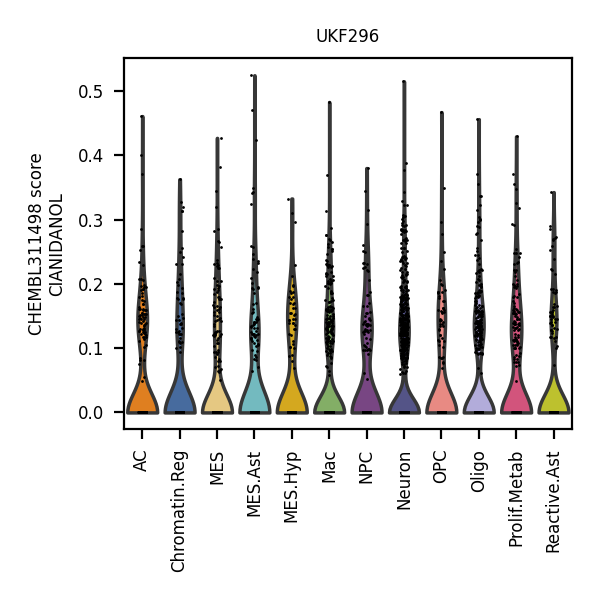 UKF296
CHEMBL311498 score
CIANIDANOL
0.5
0.4
0.3
0.2
0.1
0.0
AC
Chromatin.Reg
MES
MES.Ast
MES.Hyp
Mac
NPC
Neuron
OPC
Oligo
Prolif.Metab
Reactive.Ast